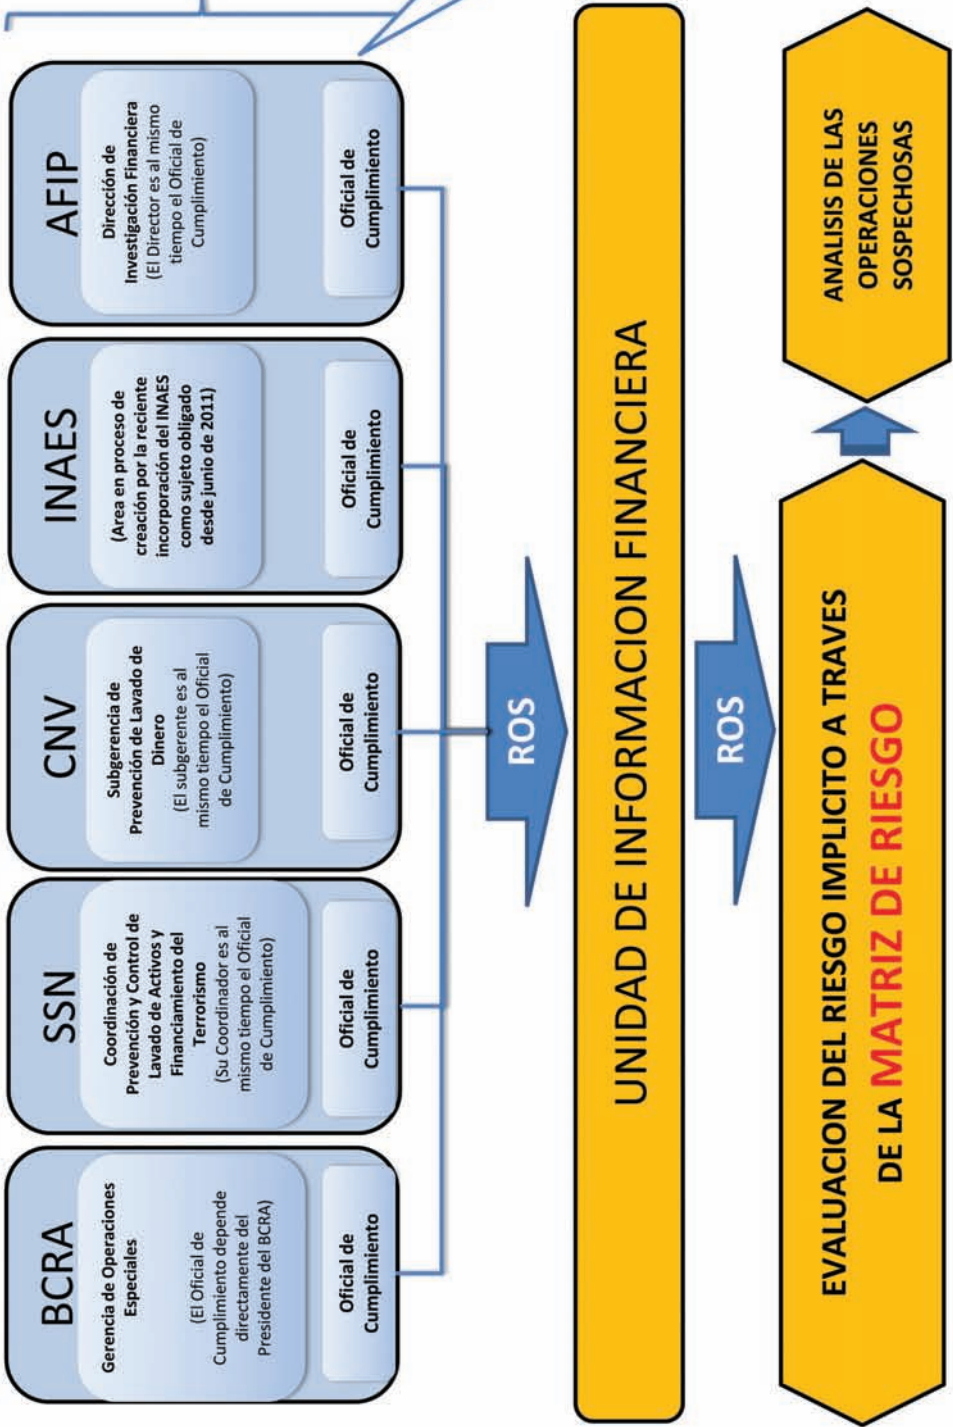 BCRA
Gerencia de Operaciones
Especiales
(El Oficial de
Cumplimiento depende
directamente del
Presidente del BCRA)
Oficial de
Cumplimiento
SSN
Coordinación de
Prevención y Control de
Lavado de Activos y
Financiamiento del
Terrorismo
(Su Coordinador es al
mismo tiempo el Oficial
de Cumplimiento)
Oficial de
Cumplimiento
CNV
Subgerencia de
Prevención de Lavado de
Dinero
(El subgerente es al
mismo tiempo el Oficial
de Cumplimiento)
Oficial de
Cumplimiento
INAES
(Area en proceso de
creación por la reciente
incorporación del INAES
como sujeto obligado
desde junio de 2011)
Oficial de
Cumplimiento
AFIP
Dirección de
Investigación Financiera
(El Director es al mismo
tiempo el Oficial de
Cumplimiento)
Oficial de
Cumplimiento
ROS
UNIDAD DE INFORMACION FINANCIERA
ROS
EVALUACION DEL RIESGO IMPLICITO A TRAVES
DE LA MATRIZ DE RIESGO
ANALISIS DE LAS
OPERACIONES
SOSPECHOSAS